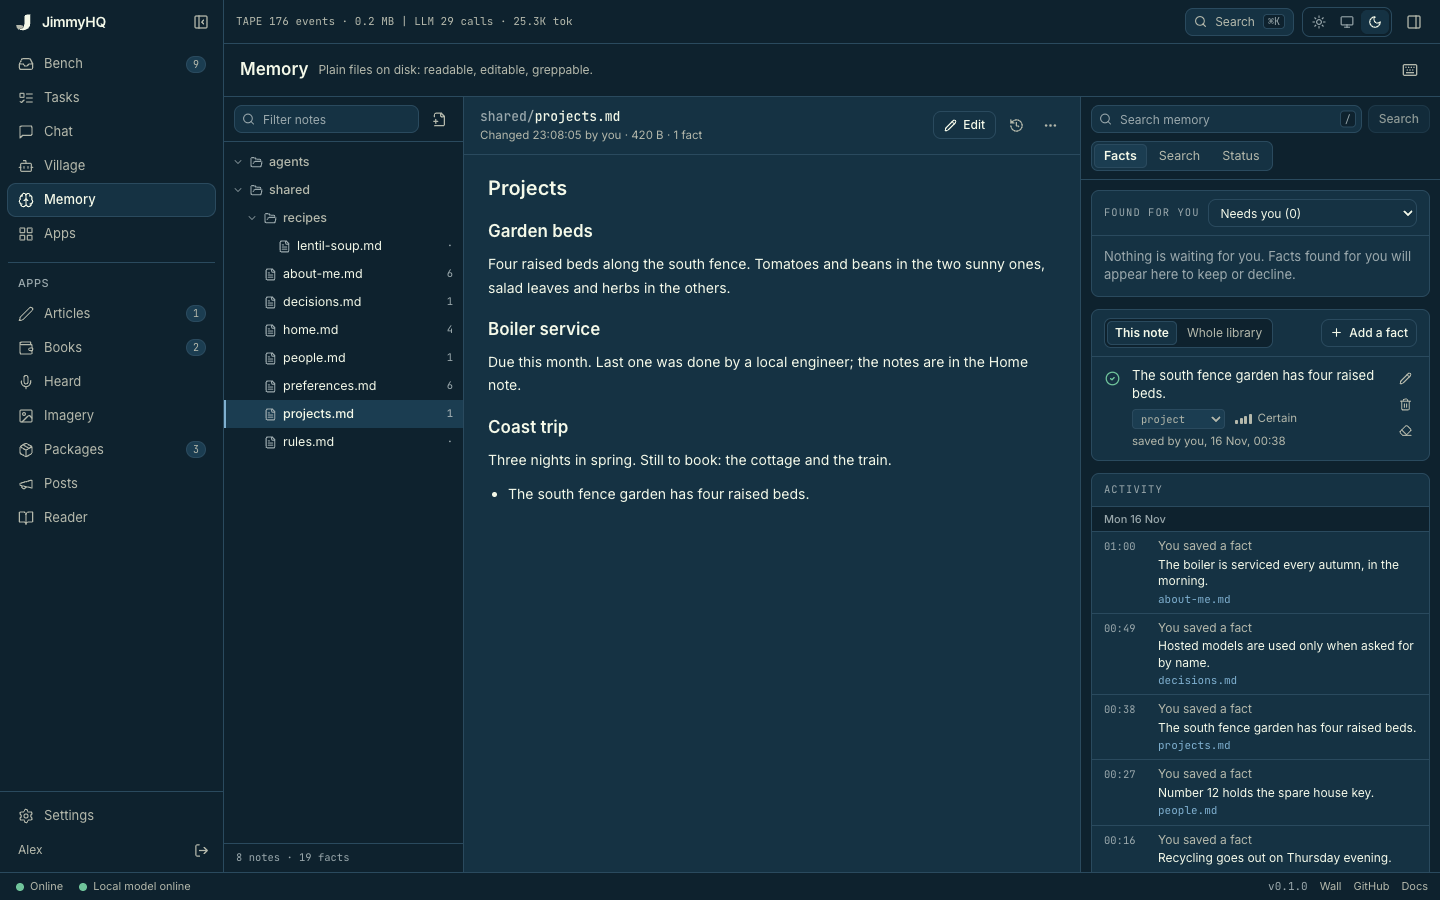 JimmyHQ
Bench 9
Tasks
Chat
Village
Memory
Apps
APPS
Articles 1
Books 2
Heard
Imagery
Packages 3
Posts
Reader
Settings
Alex
TAPE 176 events · 0.2 MB | LLM 29 calls · 25.3K tok
Search ⌘K
Memory Plain files on disk: readable, editable, greppable.
Filter notes
agents
shared
recipes
lentil-soup.md ·
about-me.md 6
decisions.md 1
home.md 4
people.md 1
preferences.md 6
projects.md 1
rules.md ·
8 notes · 19 facts
shared/projects.md
Changed 23:08:05 by you · 420 B · 1 fact
Edit
Projects
Garden beds
Four raised beds along the south fence. Tomatoes and beans in the two sunny ones,
salad leaves and herbs in the others.
Boiler service
Due this month. Last one was done by a local engineer; the notes are in the Home
note.
Coast trip
Three nights in spring. Still to book: the cottage and the train.
• The south fence garden has four raised beds.
Search memory / Search
Facts Search Status
FOUND FOR YOU Needs you (0)
Nothing is waiting for you. Facts found for you will
appear here to keep or decline.
This note Whole library + Add a fact
The south fence garden has four raised
beds.
project Certain
saved by you, 16 Nov, 00:38
ACTIVITY
Mon 16 Nov
01:00 You saved a fact
The boiler is serviced every autumn, in the
morning.
about-me.md
00:49 You saved a fact
Hosted models are used only when asked for
by name.
decisions.md
00:38 You saved a fact
The south fence garden has four raised beds.
projects.md
00:27 You saved a fact
Number 12 holds the spare house key.
people.md
00:16 You saved a fact
Recycling goes out on Thursday evening.
Online Local model online
v0.1.0 Wall GitHub Docs